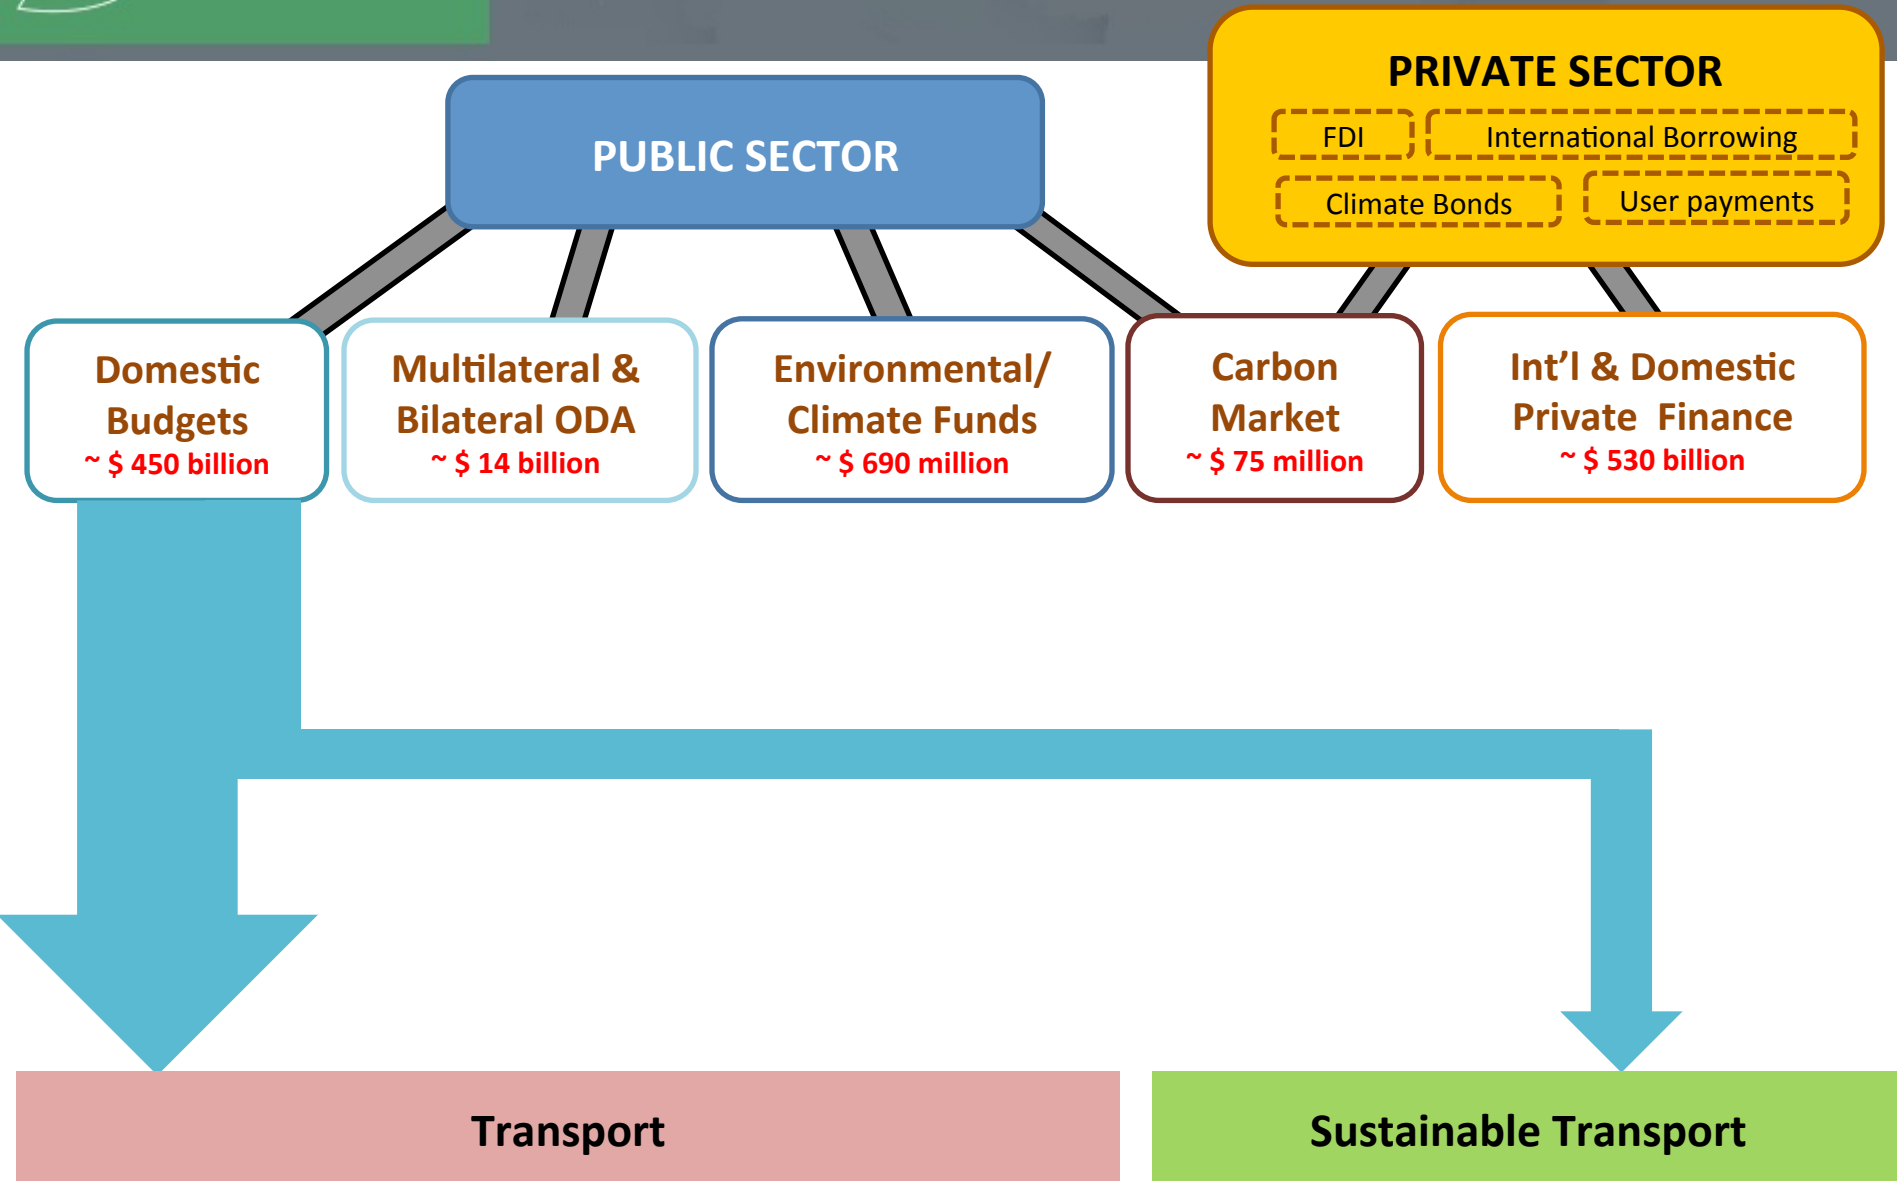 PRIVATE SECTOR
FDI
International Borrowing
Climate Bonds
User payments
PUBLIC SECTOR
Domestic
Budgets
~ $ 450 billion
Multilateral &
Bilateral ODA
~ $ 14 billion
Environmental/
Climate Funds
~ $ 690 million
Carbon
Market
~ $ 75 million
Int’l & Domestic
Private  Finance
~ $ 530 billion
Transport
Sustainable Transport